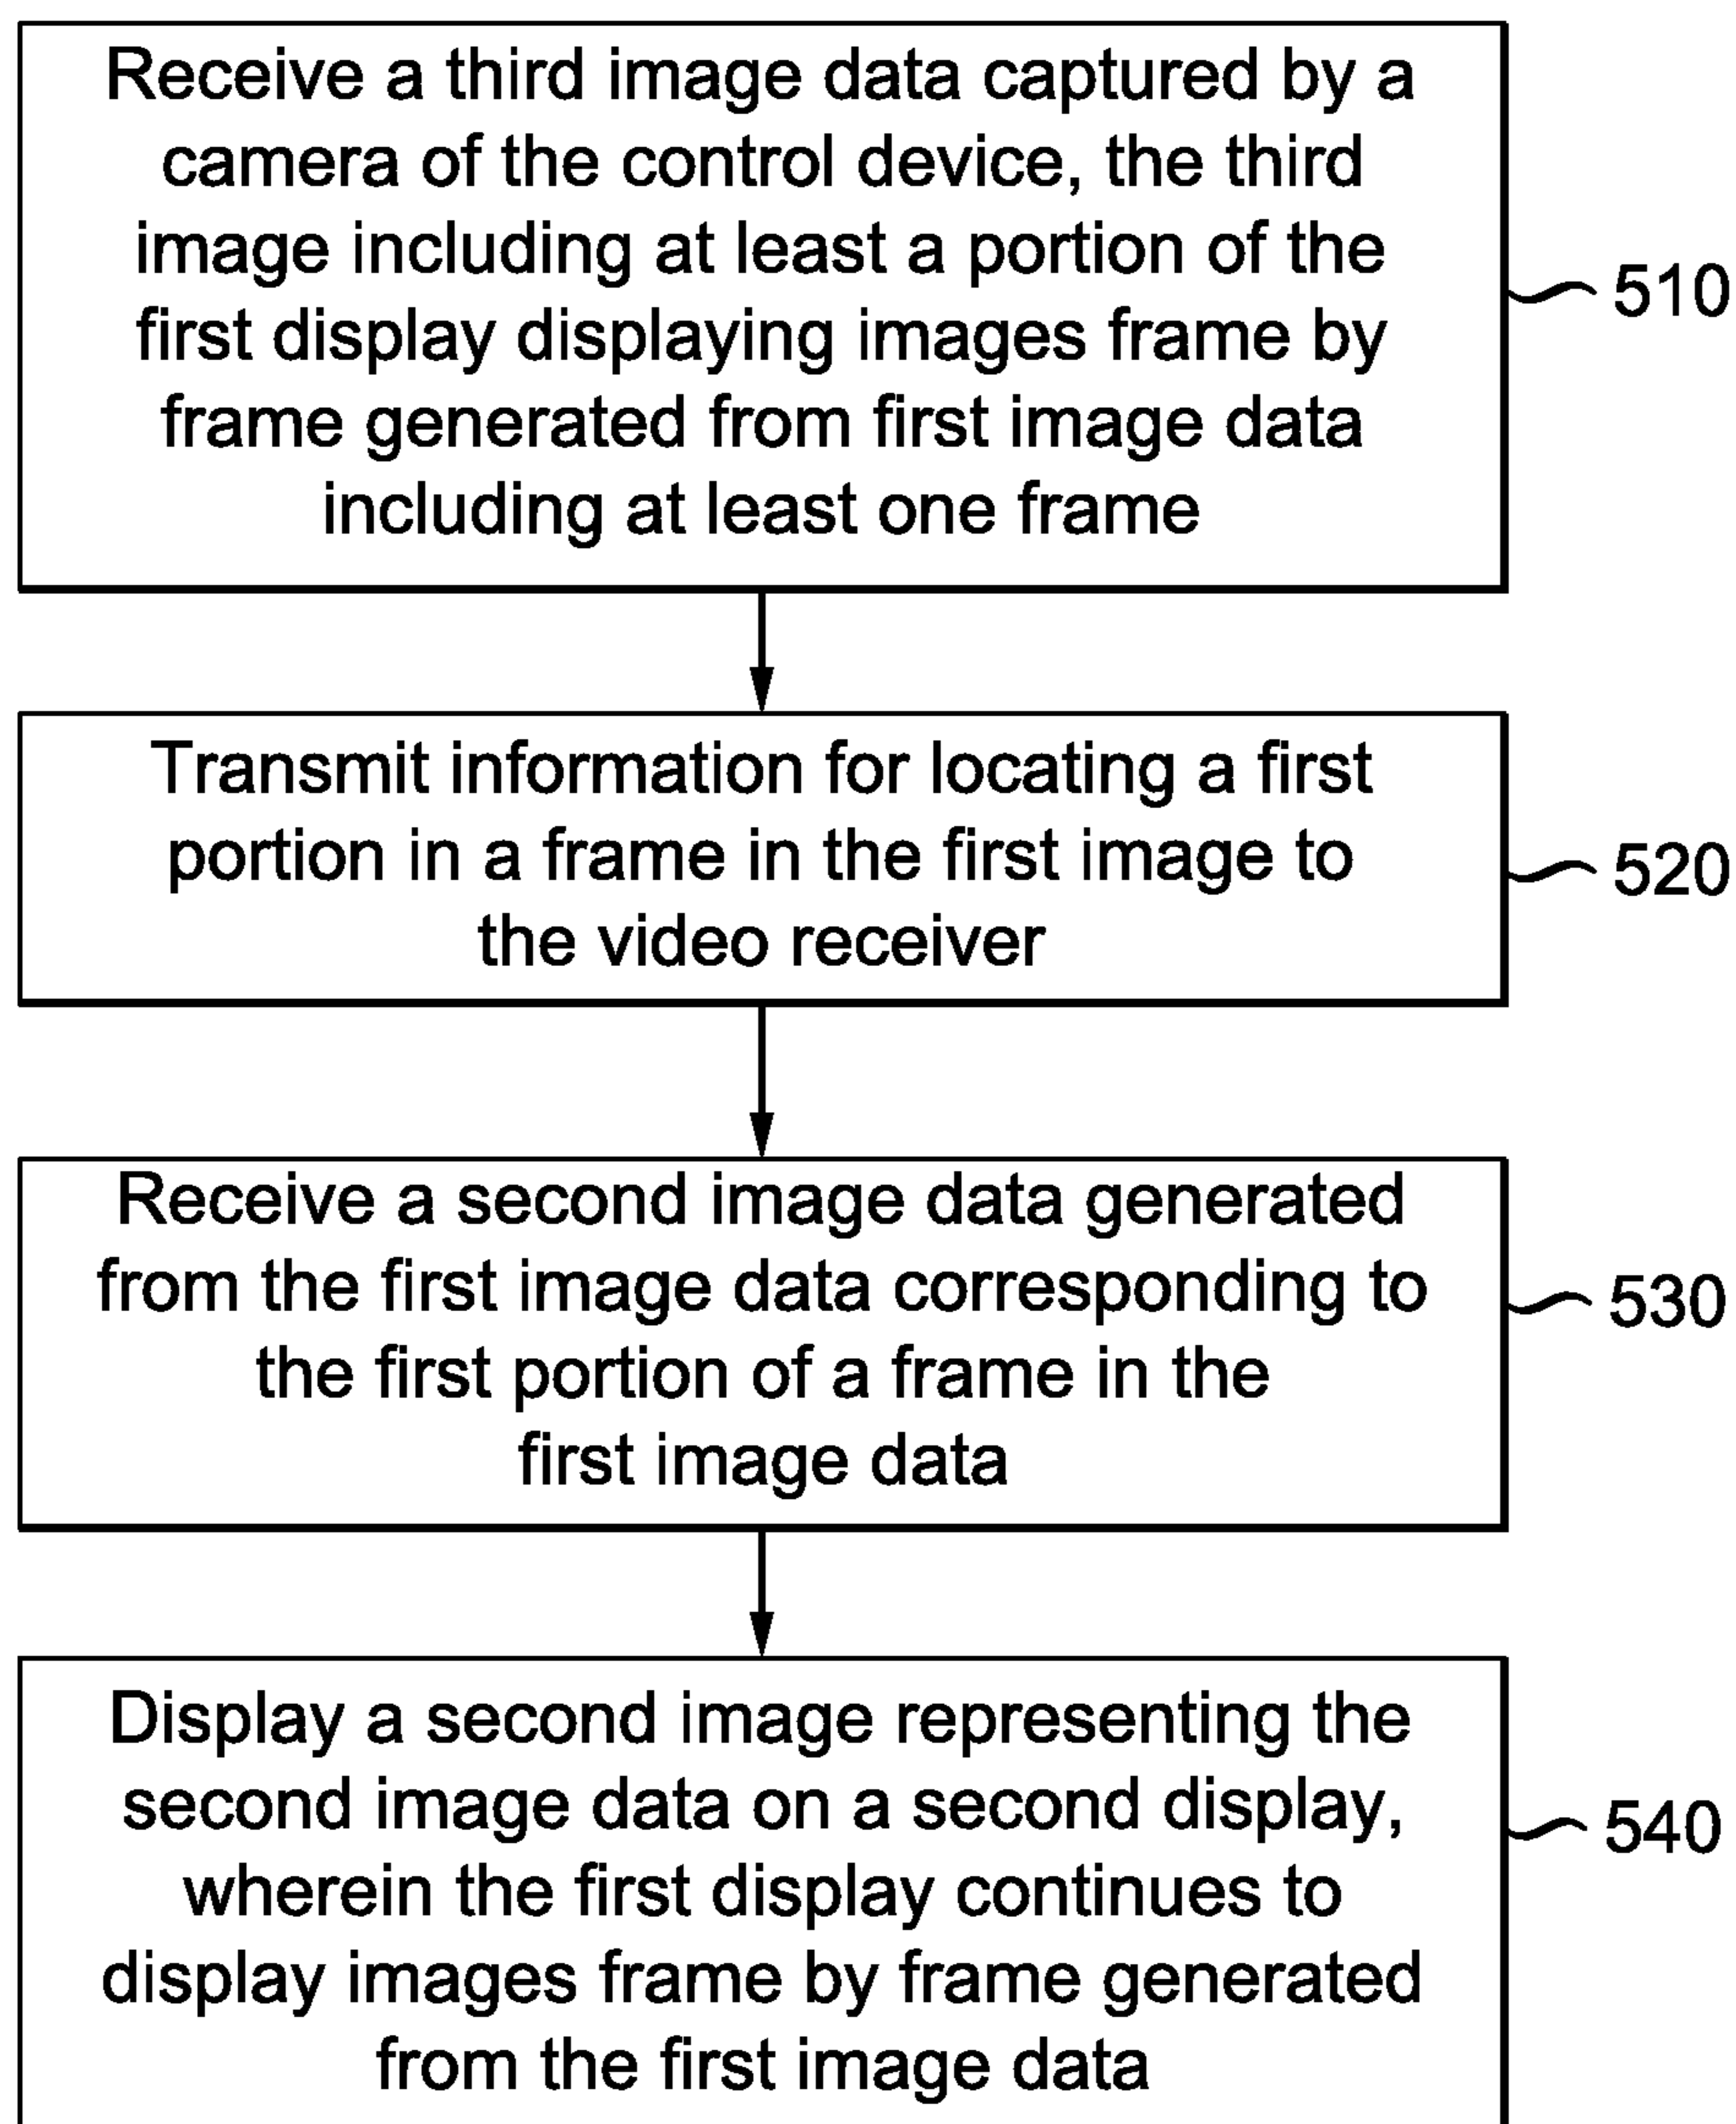 Receive a third image data captured by a
camera of the control device, the third
image including at least a portion of the
first display displaying images frame by
frame generated from first image data
including at least one frame
510
Transmit information for locating a first
portion in a frame in the first image to
the video receiver
520
Receive a second image data generated
from the first image data corresponding to
the first portion of a frame in the
first image data
530
Display a second image representing the
second image data on a second display,
wherein the first display continues to
display images frame by frame generated
from the first image data
540